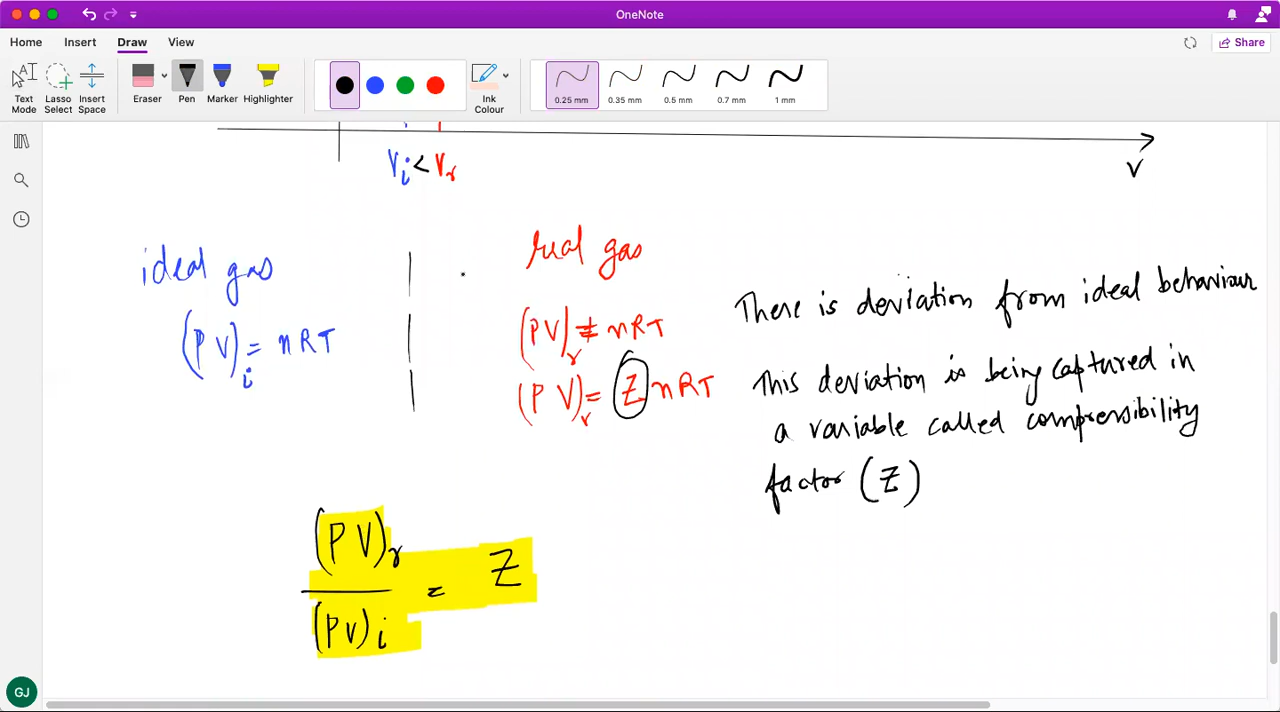 OneNote
Home Insert Draw View
Share
Text Mode
Lasso Select
Insert Space
Eraser
Pen
Marker
Highlighter
Ink Colour
0.25 mm
0.35 mm
0.5 mm
0.7 mm
1 mm
Vi < Vr
V
ideal gas
(PV)i = nRT
real gas
(PV)r ≠ nRT
(PV)r = Z nRT
There is deviation from ideal behaviour
This deviation is being captured in
a variable called compressibility
factor (Z)
(PV)r
= Z
(PV)i
GJ